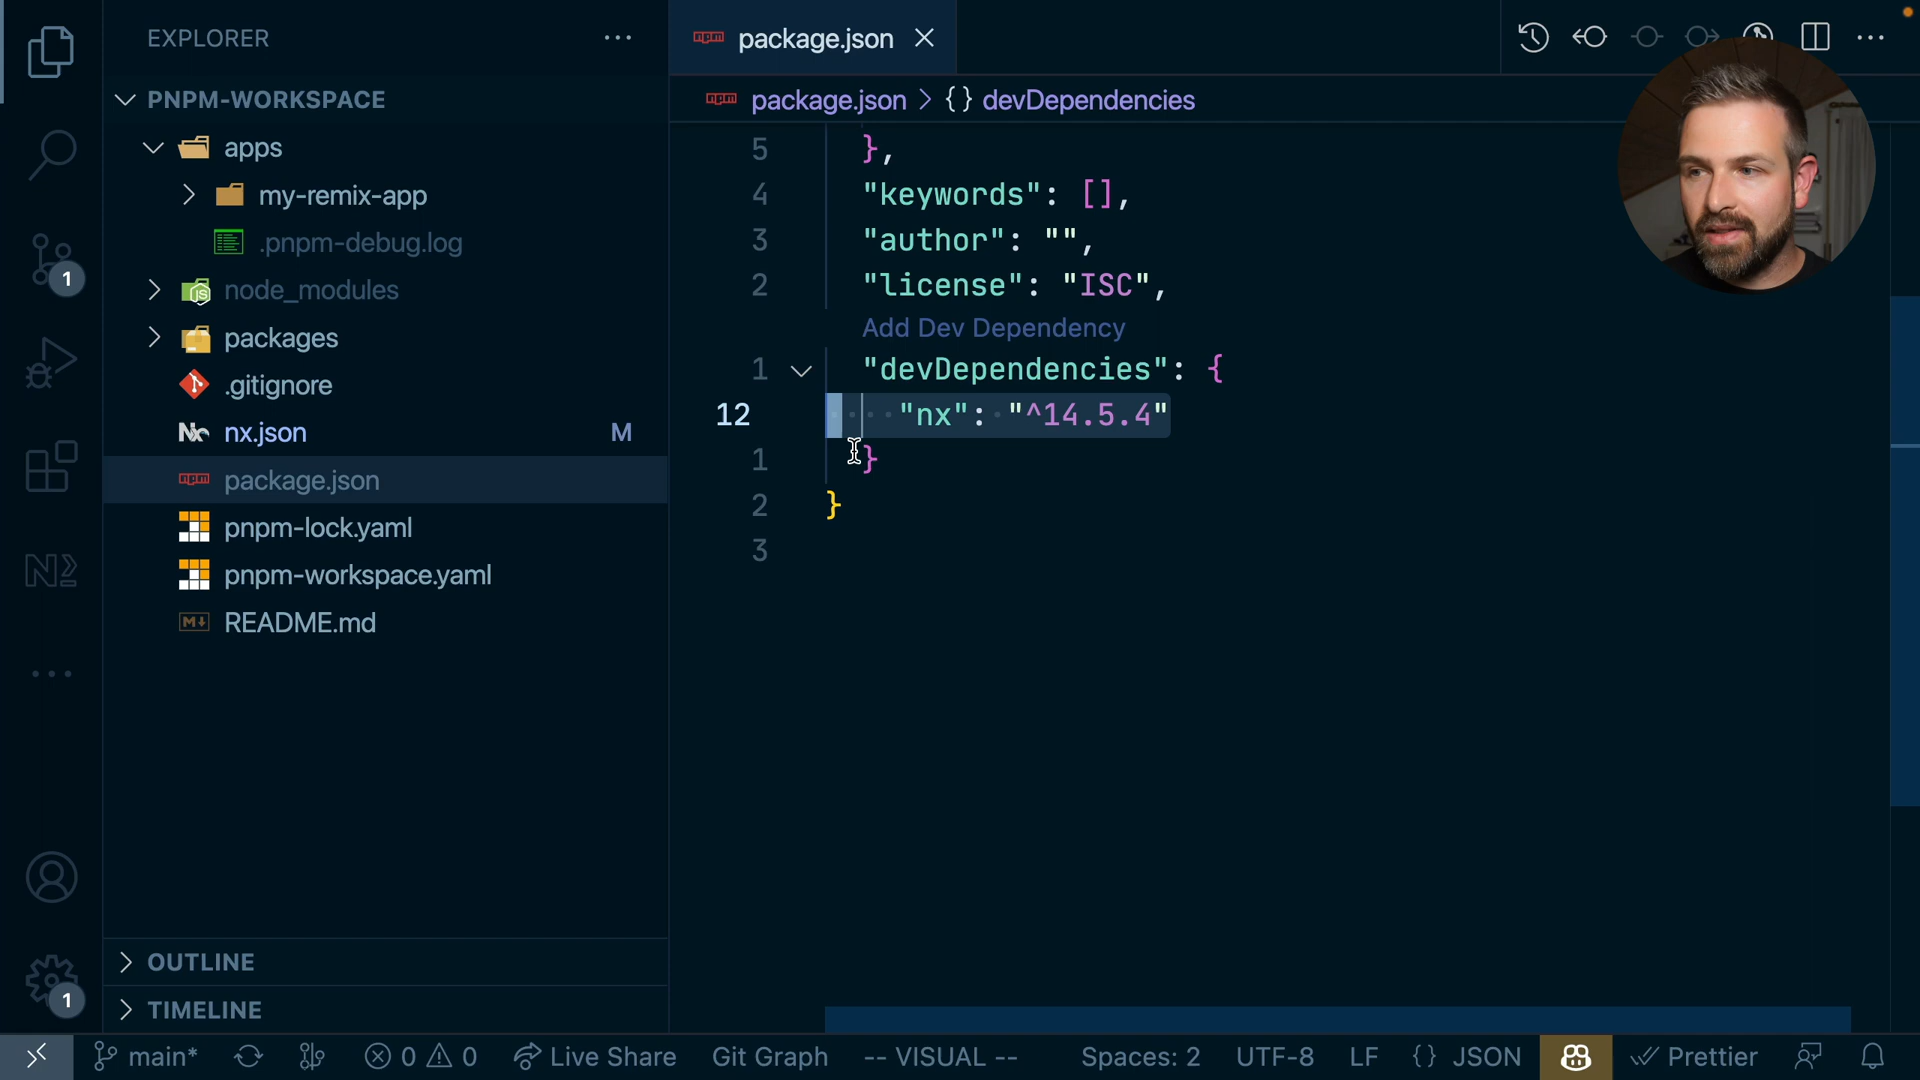 EXPLORER
PNPM-WORKSPACE
apps
my-remix-app
.pnpm-debug.log
node_modules
packages
.gitignore
nx.json M
package.json
pnpm-lock.yaml
pnpm-workspace.yaml
README.md
OUTLINE
TIMELINE
1
1
package.json
package.json > {} devDependencies
5 },
4 "keywords": [],
3 "author": "",
2 "license": "ISC",
Add Dev Dependency
1 "devDependencies": {
12 "nx": "^14.5.4"
1 }
2 }
3
main* 0 0 Live Share Git Graph -- VISUAL -- Spaces: 2 UTF-8 LF {} JSON Prettier